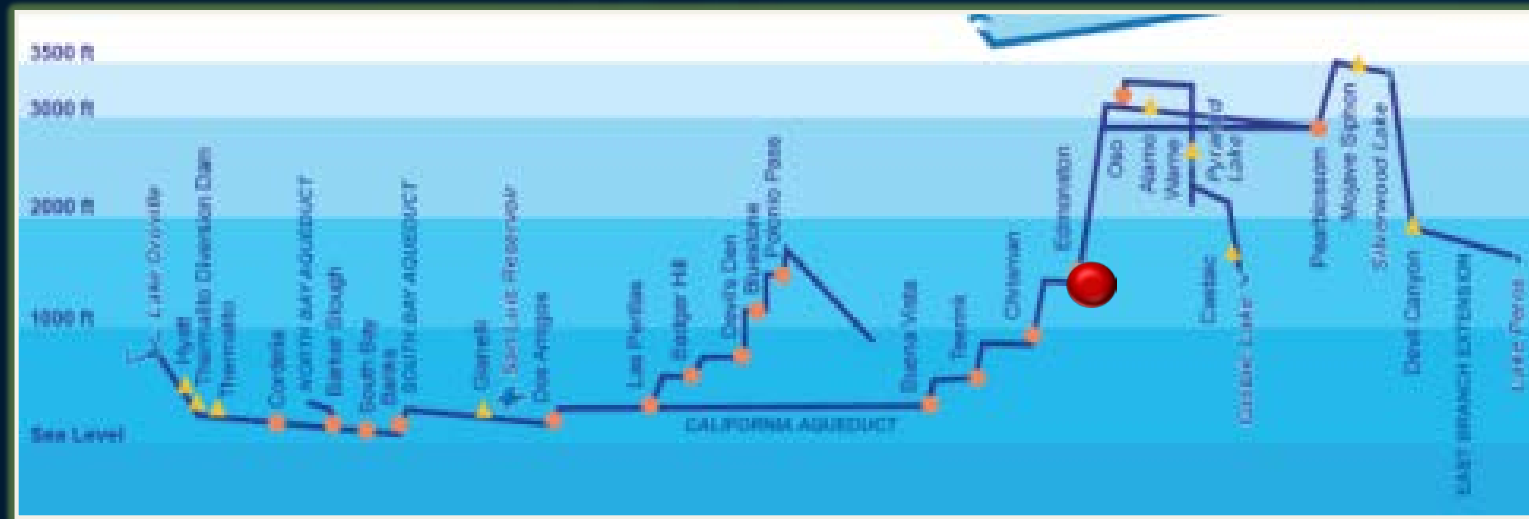 3500 ft
3000 ft
2000 ft
1000 ft
Sea Level
Lake Oroville
Hyatt
Thermalito Diversion Dam
Thermalito
Cordelia
NORTH BAY AQUEDUCT
Barker Slough
South Bay
Banks
SOUTH BAY AQUEDUCT
Gianelli
San Luis Reservoir
Dos Amigos
Las Perillas
Badger Hill
Devil's Den
Bluestone
Polonio Pass
CALIFORNIA AQUEDUCT
Buena Vista
Teerink
Chrisman
Edmonston
Oso
Alamo
Warne
Pyramid
Lake
Castaic
Castaic Lake
Pearblossom
Mojave Siphon
Silverwood Lake
Devil Canyon
EAST BRANCH EXTENSION
Lake Perris